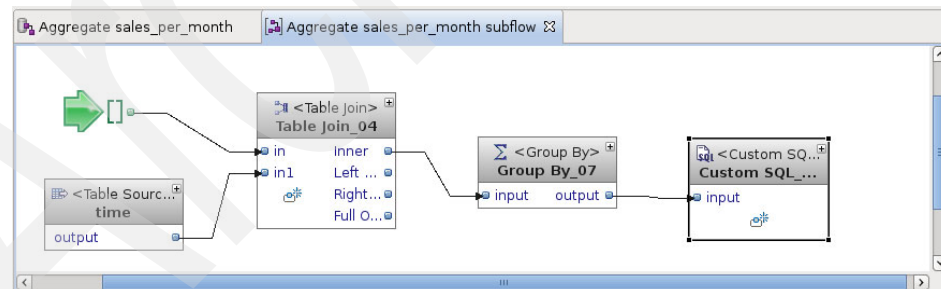 Aggregate sales_per_month
Aggregate sales_per_month subflow
<Table Join>
Table Join_04
in
Inner
in1
Left ...
Right...
Full O...
<Table Sourc...
time
output
Σ <Group By>
Group By_07
input
output
SQL <Custom SQ...
Custom SQL_...
input